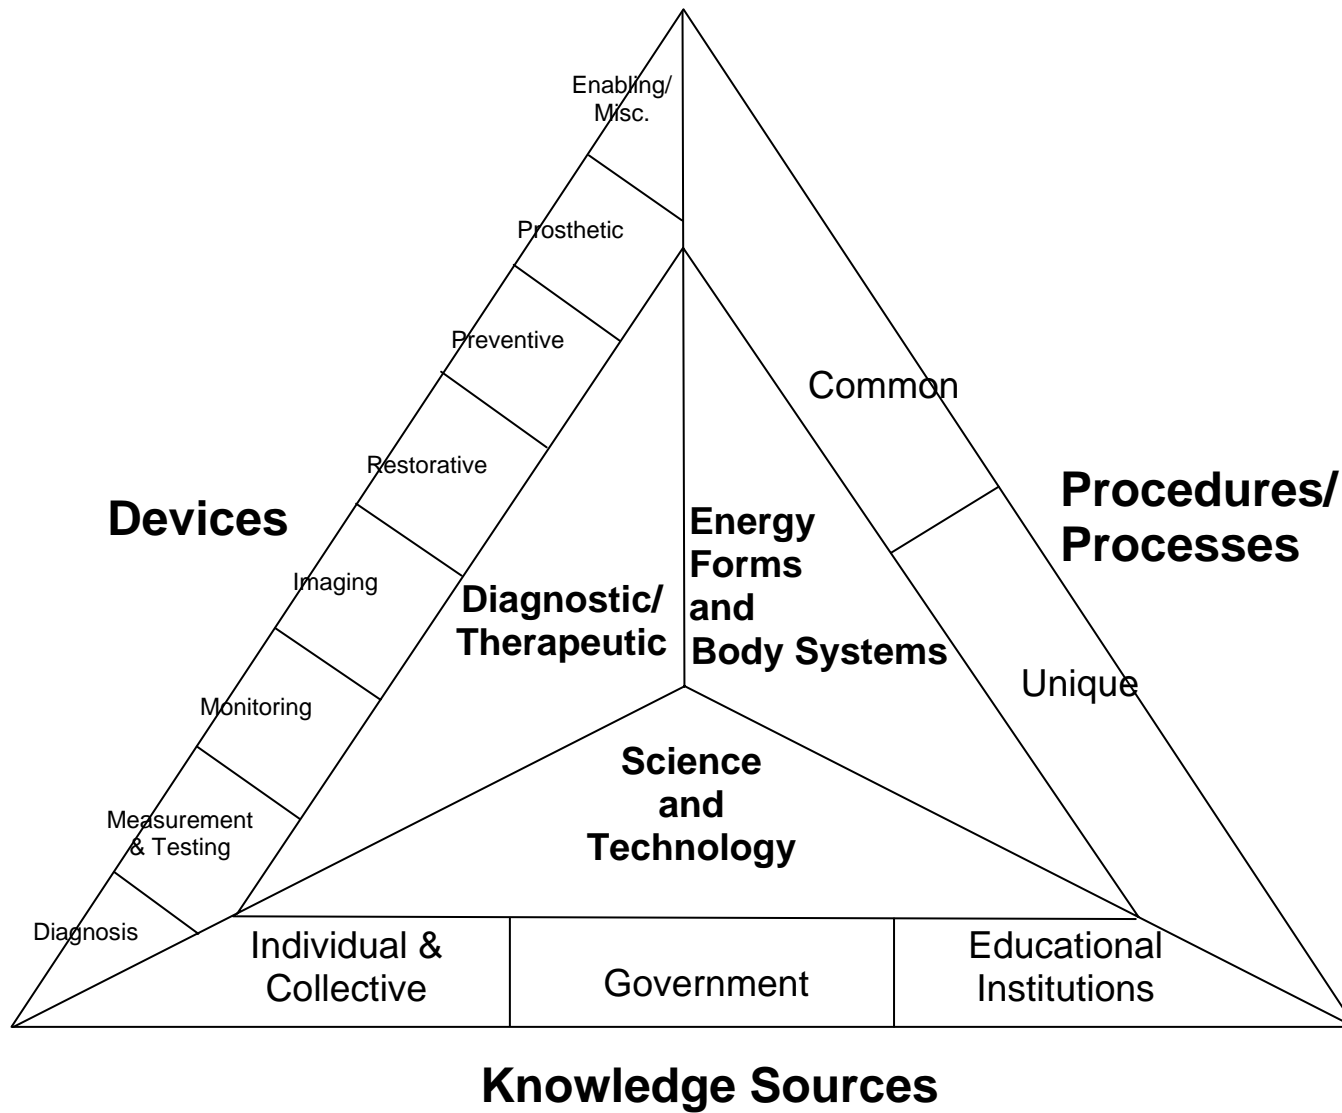 Enabling/
Misc.
Prosthetic
Preventive
Common
Restorative
Devices
Procedures/
Processes
Energy
Forms
and
Body Systems
Imaging
Diagnostic/
Therapeutic
Monitoring
Unique
Science
and
Technology
Measurement
& Testing
Diagnosis
Individual &
Collective
Government
Educational
Institutions
Knowledge Sources